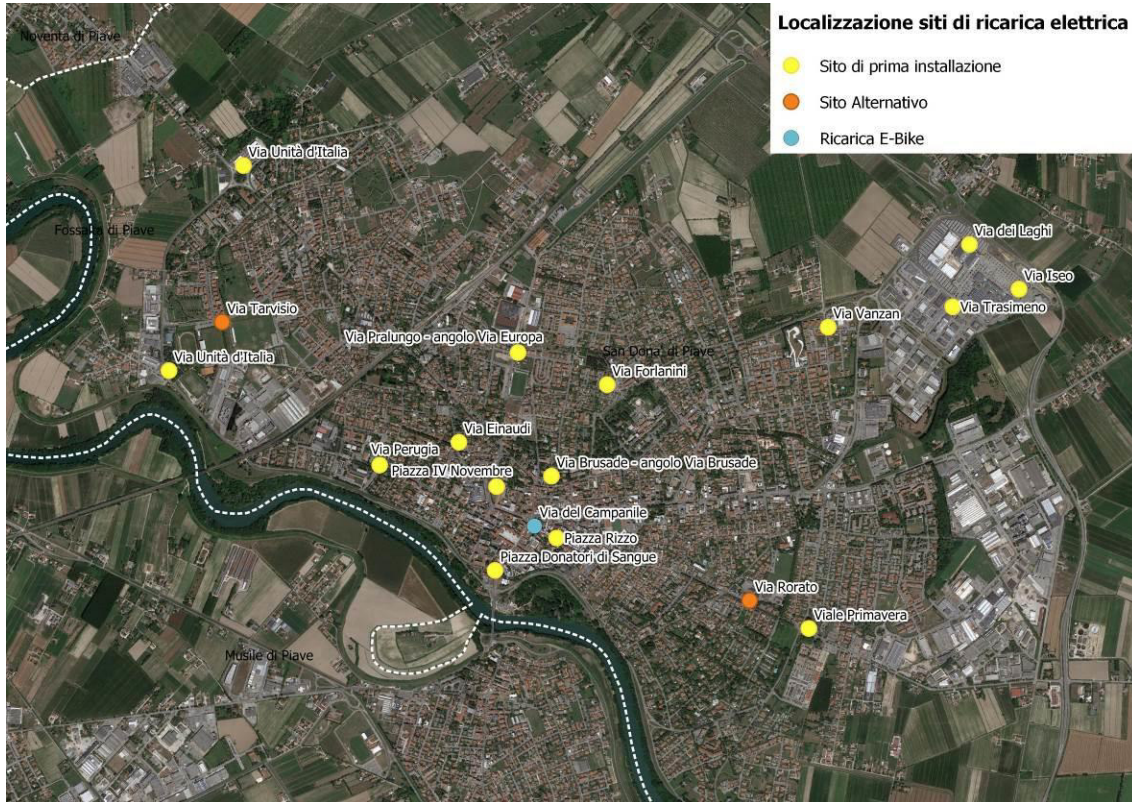 Localizzazione siti di ricarica elettrica
Sito di prima installazione
Sito Alternativo
Ricarica E-Bike
Noventa di Piave
Via Unità d'Italia
Fossalta di Piave
Via dei Laghi
Via Iseo
Via Tarvisio
Via Trasimeno
Via Vanzan
Via Pralungo - angolo Via Europa
San Dona' di Piave
Via Unità d'Italia
Via Forlanini
Via Einaudi
Via Perugia
Piazza IV Novembre
Via Brusade - angolo Via Brusade
Via del Campanile
Piazza Rizzo
Piazza Donatori di Sangue
Via Rorato
Viale Primavera
Musile di Piave